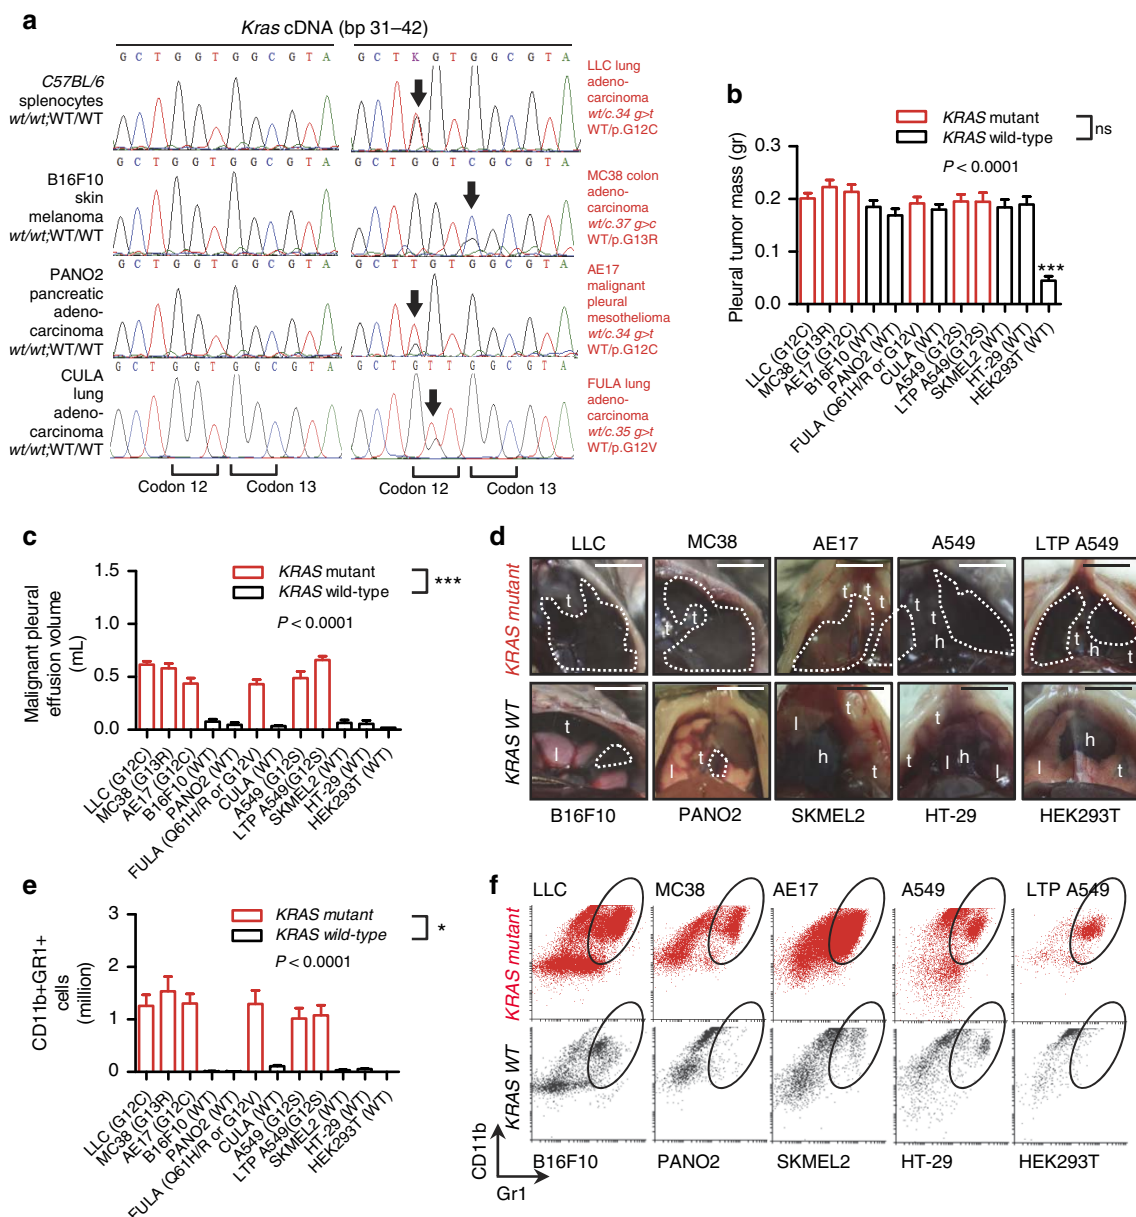 a
Kras cDNA (bp 31–42)
G C T G G T G G C G T A
G C T K G T G G C G T A
C57BL/6
splenocytes
wt/wt;WT/WT
LLC lung
adeno-
carcinoma
wt/c.34 g>t
WT/p.G12C
G C T G G T G G C G T A
G C T G G T C G C G T A
B16F10
skin
melanoma
wt/wt;WT/WT
MC38 colon
adeno-
carcinoma
wt/c.37 g>c
WT/p.G13R
G C T G G T G G C G T A
G C T T G T G G C G T A
PANO2
pancreatic
adeno-
carcinoma
wt/wt;WT/WT
AE17
malignant
pleural
mesothelioma
wt/c.34 g>t
WT/p.G12C
G C T G G T G G C G T A
G C T G T T G G C G T A
CULA
lung
adeno-
carcinoma
wt/wt;WT/WT
FULA lung
adeno-
carcinoma
wt/c.35 g>t
WT/p.G12V
Codon 12
Codon 13
Codon 12
Codon 13
b
KRAS mutant
KRAS wild-type
ns
P < 0.0001
Pleural tumor mass (gr)
0.3
0.2
0.1
0.0
***
LLC (G12C)
MC38 (G13R)
AE17 (G12C)
B16F10 (WT)
PANO2 (WT)
FULA (Q61H/R or G12V)
CULA (WT)
A549 (G12S)
LTP A549(G12S)
SKMEL2 (WT)
HT-29 (WT)
HEK293T (WT)
c
KRAS mutant
KRAS wild-type
***
P < 0.0001
Malignant pleural
effusion volume
(mL)
1.5
1.0
0.5
0.0
LLC (G12C)
MC38 (G13R)
AE17 (G12C)
B16F10 (WT)
PANO2 (WT)
FULA (Q61H/R or G12V)
CULA (WT)
A549 (G12S)
LTP A549(G12S)
SKMEL2 (WT)
HT-29 (WT)
HEK293T (WT)
d
LLC MC38 AE17 A549 LTP A549
KRAS mutant
t
t t
t t t
t h
t h t
KRAS WT
t l
t
l t h
t l h l
l h t
B16F10 PANO2 SKMEL2 HT-29 HEK293T
e
KRAS mutant
KRAS wild-type
*
P < 0.0001
CD11b+GR1+
cells
(million)
3
2
1
0
LLC (G12C)
MC38 (G13R)
AE17 (G12C)
B16F10 (WT)
PANO2 (WT)
FULA (Q61H/R or G12V)
CULA (WT)
A549 (G12S)
LTP A549(G12S)
SKMEL2 (WT)
HT-29 (WT)
HEK293T (WT)
f
LLC MC38 AE17 A549 LTP A549
KRAS mutant
KRAS WT
CD11b
Gr1
B16F10 PANO2 SKMEL2 HT-29 HEK293T